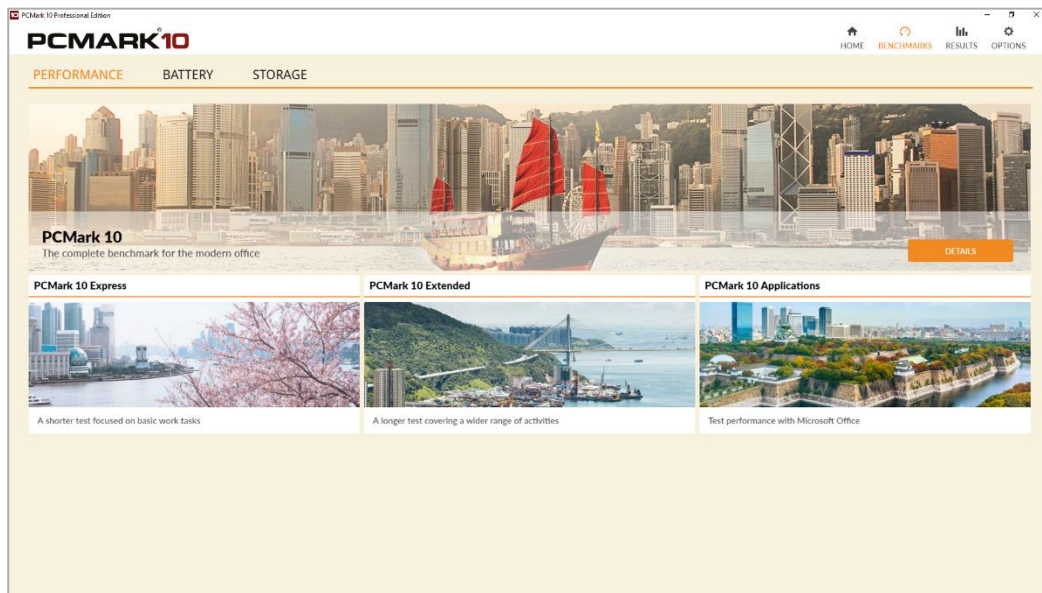 PCMark 10 Professional Edition
PCMARK 10
HOME BENCHMARKS RESULTS OPTIONS
PERFORMANCE BATTERY STORAGE
PCMark 10
The complete benchmark for the modern office
DETAILS
PCMark 10 Express
A shorter test focused on basic work tasks
PCMark 10 Extended
A longer test covering a wider range of activities
PCMark 10 Applications
Test performance with Microsoft Office